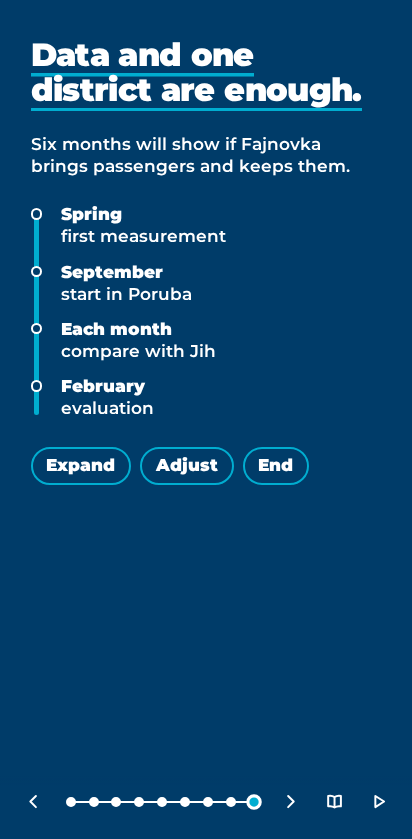 Data and one
district are enough.
Six months will show if Fajnovka
brings passengers and keeps them.
Spring
first measurement
September
start in Poruba
Each month
compare with Jih
February
evaluation
Expand
Adjust
End